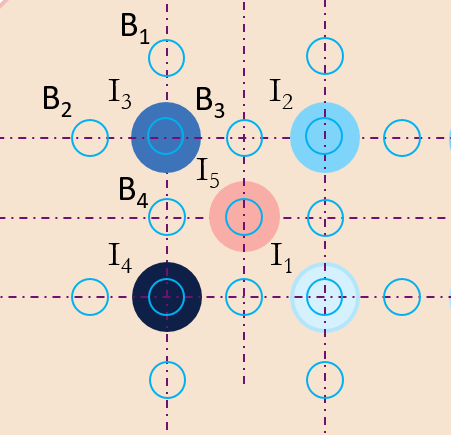 B₁
I₃
I₂
B₂
B₃
I₅
B₄
I₄
I₁